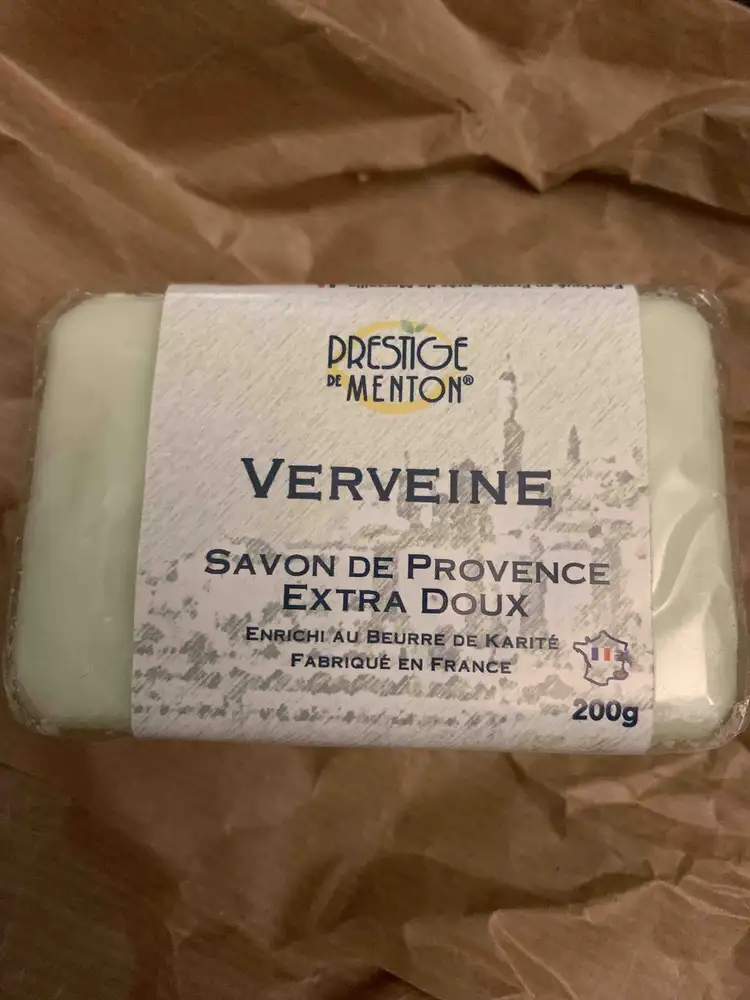 PRESTIGE
DE MENTON®
VERVEINE
SAVON DE PROVENCE
EXTRA DOUX
ENRICHI AU BEURRE DE KARITÉ
FABRIQUÉ EN FRANCE
200g